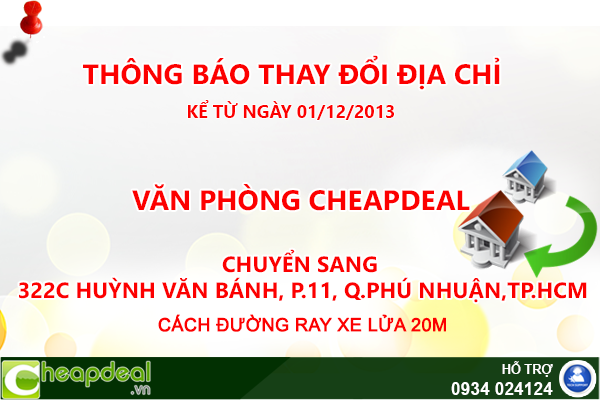 THÔNG BÁO THAY ĐỔI ĐỊA CHỈ
KỂ TỪ NGÀY 01/12/2013
VĂN PHÒNG CHEAPDEAL
CHUYỂN SANG
322C HUỲNH VĂN BÁNH, P.11, Q.PHÚ NHUẬN,TP.HCM
CÁCH ĐƯỜNG RAY XE LỬA 20M
Cheapdeal
.vn
HỖ TRỢ
0934 024124